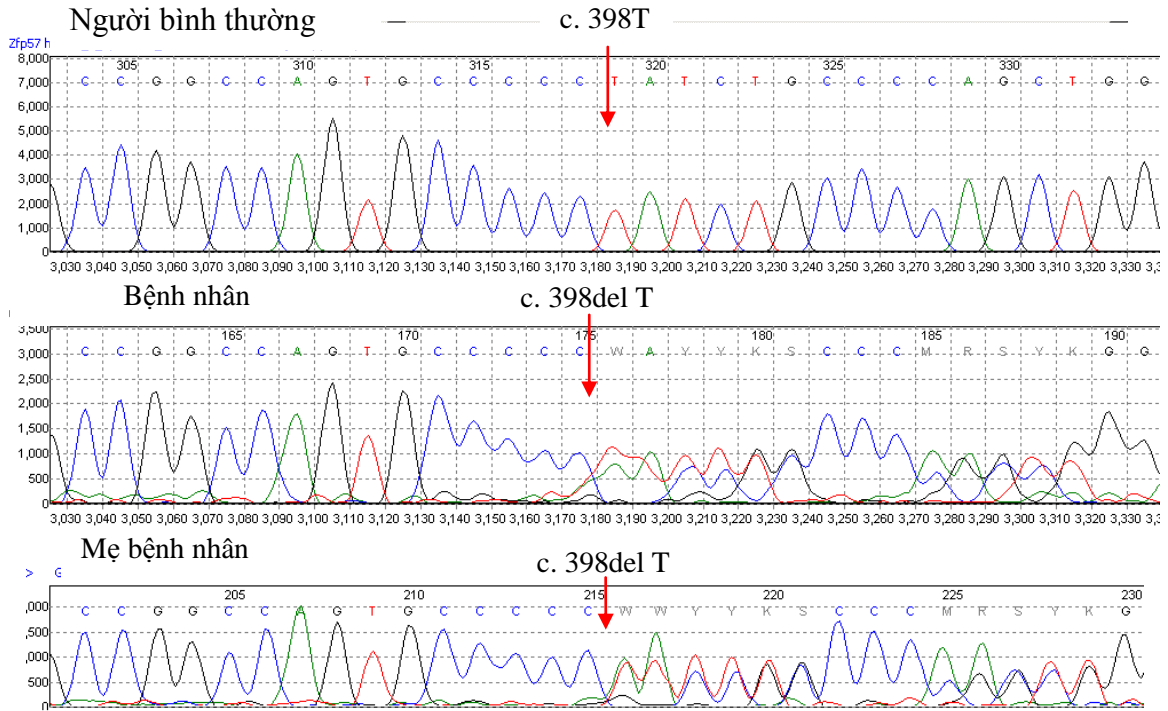 Người bình thường c. 398T
Zfp57 h
305 310 315 320 325 330
C C G G C C A G T G C C C C C T A T C T G C C C C A G C T G G
8,000
7,000
6,000
5,000
4,000
3,000
2,000
1,000
0
3,030 3,040 3,050 3,060 3,070 3,080 3,090 3,100 3,110 3,120 3,130 3,140 3,150 3,160 3,170 3,180 3,190 3,200 3,210 3,220 3,230 3,240 3,250 3,260 3,270 3,280 3,290 3,300 3,310 3,320 3,330
Bệnh nhân c. 398del T
165 170 175 180 185 190
C C G G C C A G T G C C C C C W A Y Y K S C C C M R S Y K G G
3,500
3,000
2,500
2,000
1,500
1,000
500
0
3,030 3,040 3,050 3,060 3,070 3,080 3,090 3,100 3,110 3,120 3,130 3,140 3,150 3,160 3,170 3,180 3,190 3,200 3,210 3,220 3,230 3,240 3,250 3,260 3,270 3,280 3,290 3,300 3,310 3,320 3,330
Mẹ bệnh nhân c. 398del T
> G
205 210 215 220 225 230
C C G G C C A G T G C C C C C W W Y Y K S C C C M R S Y K G
,000
,500
,000
500
0